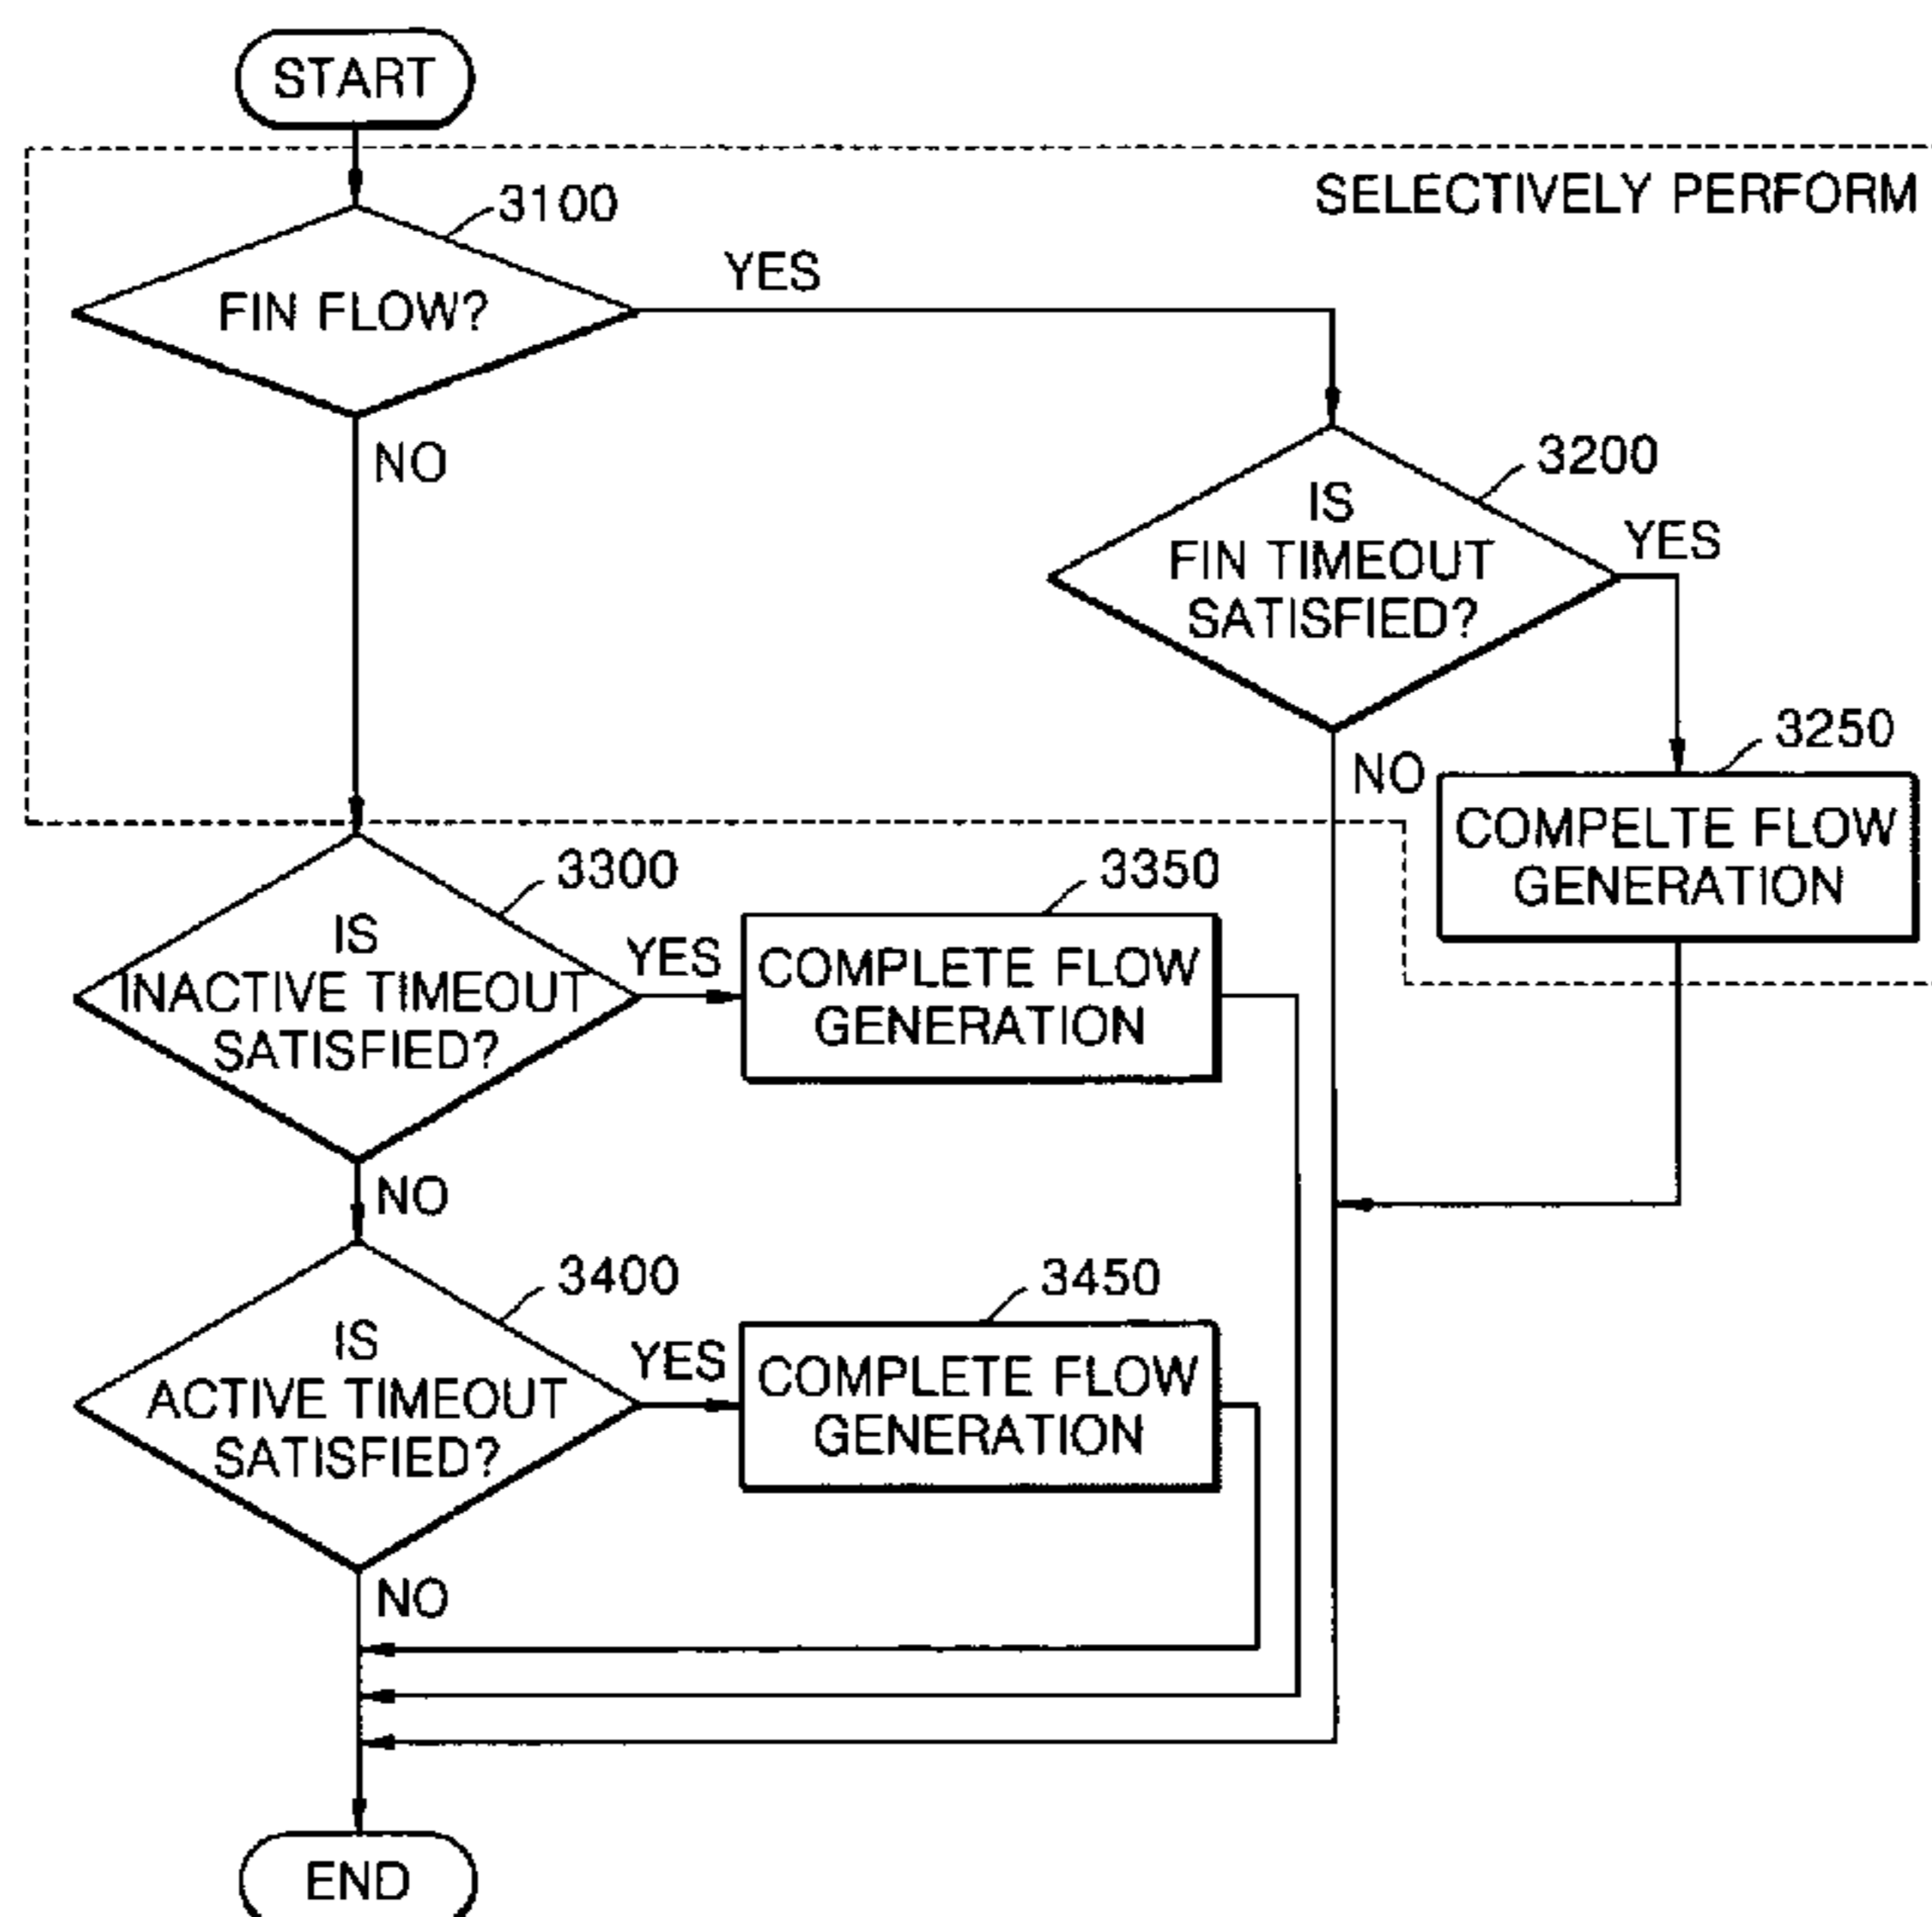 START
SELECTIVELY PERFORM
3100
FIN FLOW?
YES
NO
3200
IS
FIN TIMEOUT
SATISFIED?
YES
NO
3250
COMPELTE FLOW
GENERATION
3300
IS
INACTIVE TIMEOUT
SATISFIED?
YES
NO
3350
COMPLETE FLOW
GENERATION
3400
IS
ACTIVE TIMEOUT
SATISFIED?
YES
NO
3450
COMPLETE FLOW
GENERATION
END